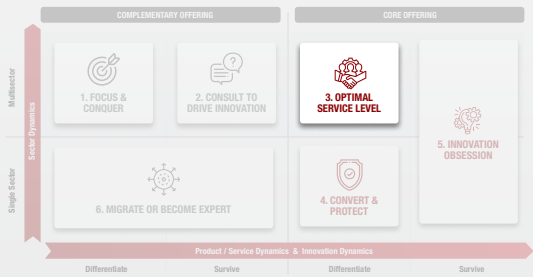 COMPLEMENTARY OFFERING
CORE OFFERING
Multisector
Single Sector
Sector Dynamics
1. FOCUS &
CONQUER
2. CONSULT TO
DRIVE INNOVATION
3. OPTIMAL
SERVICE LEVEL
5. INNOVATION
OBSESSION
6. MIGRATE OR BECOME EXPERT
4. CONVERT &
PROTECT
Product / Service Dynamics & Innovation Dynamics
Differentiate
Survive
Differentiate
Survive